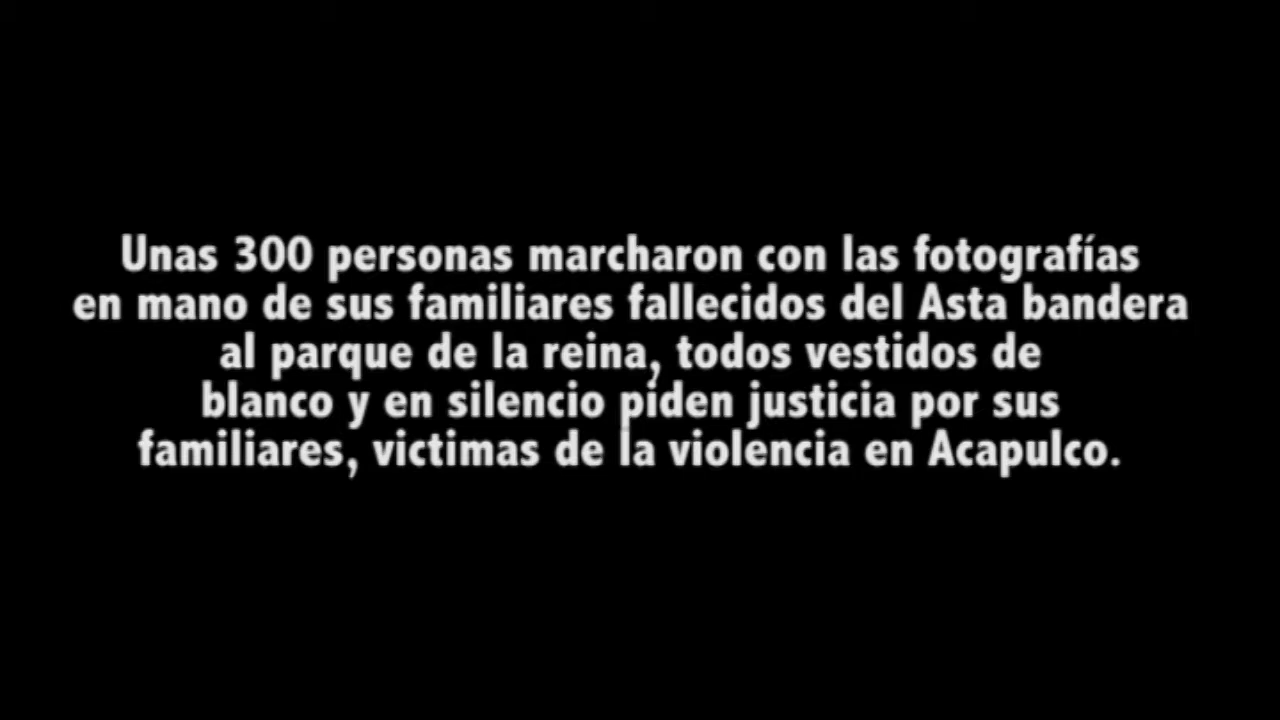 Unas 300 personas marcharon con las fotografías
en mano de sus familiares fallecidos del Asta bandera
al parque de la reina, todos vestidos de
blanco y en silencio piden justicia por sus
familiares, victimas de la violencia en Acapulco.